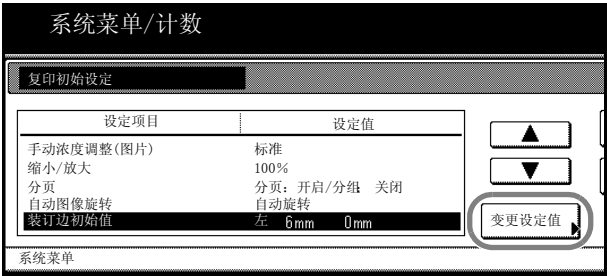 系统菜单/计数
复印初始设定
设定项目 设定值
手动浓度调整(图片) 标准
缩小/放大 100%
分页 分页：开启/分组 关闭
自动图像旋转 自动旋转
装订边初始值 左 6mm 0mm
变更设定值
系统菜单